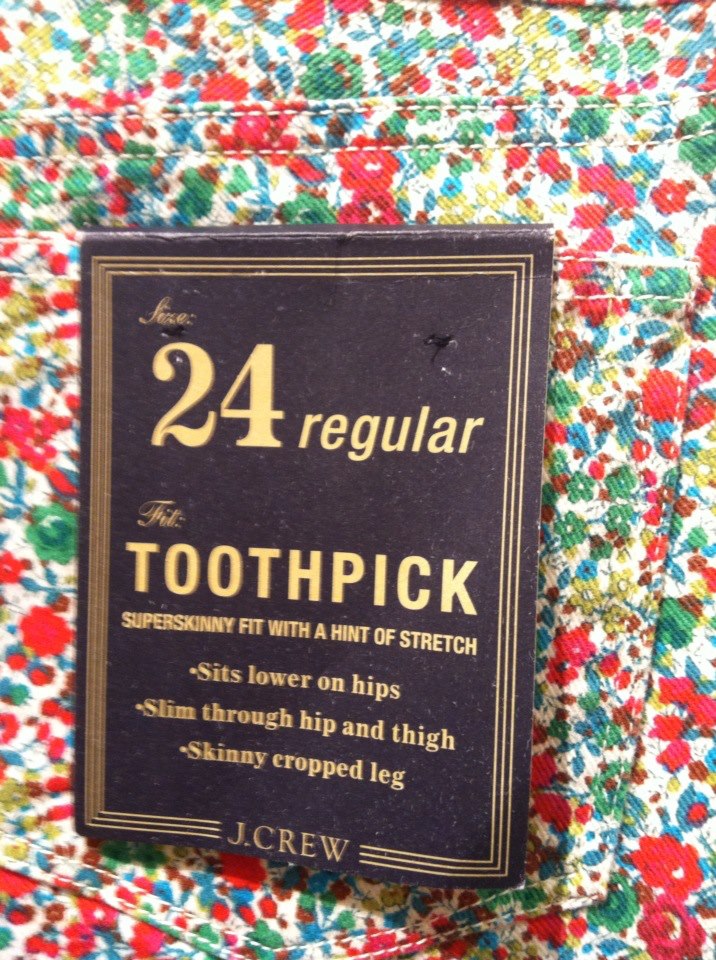 Size:
24 regular
Fit:
TOOTHPICK
SUPERSKINNY FIT WITH A HINT OF STRETCH
•Sits lower on hips
•Slim through hip and thigh
•Skinny cropped leg
J.CREW